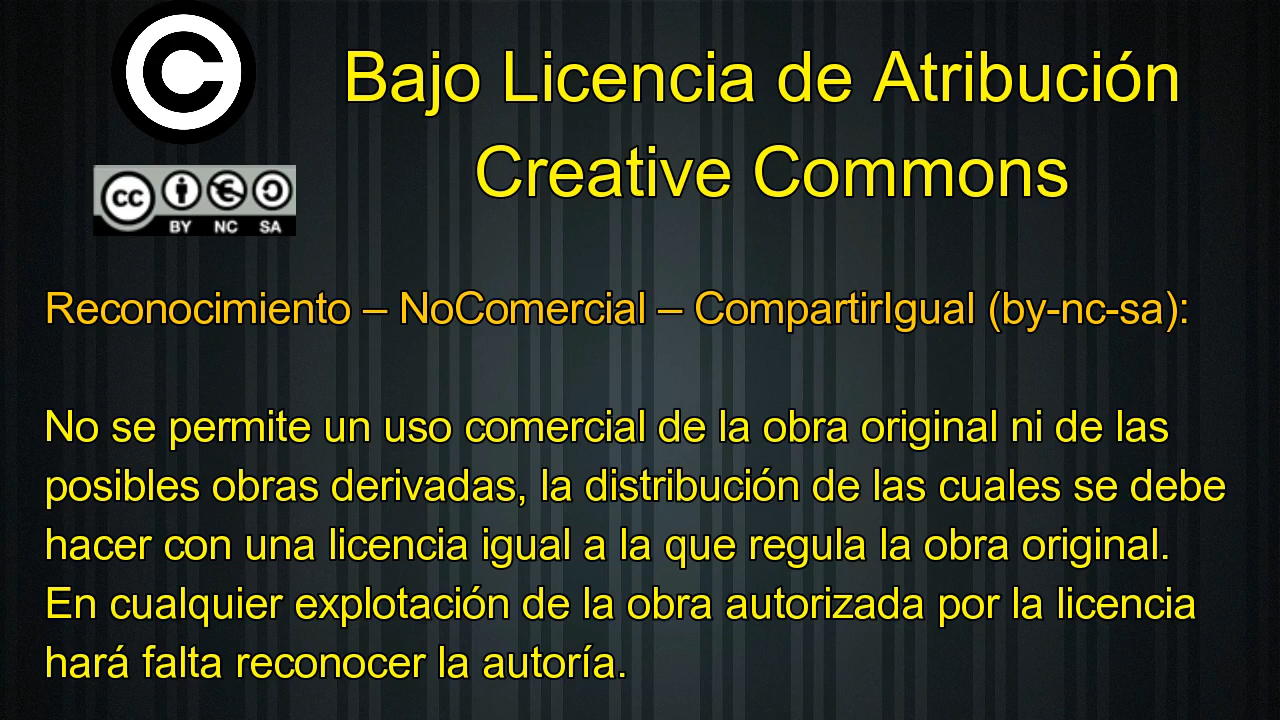 Bajo Licencia de Atribución
Creative Commons
cc
BY NC SA
Reconocimiento – NoComercial – CompartirIgual (by-nc-sa):
No se permite un uso comercial de la obra original ni de las
posibles obras derivadas, la distribución de las cuales se debe
hacer con una licencia igual a la que regula la obra original.
En cualquier explotación de la obra autorizada por la licencia
hará falta reconocer la autoría.